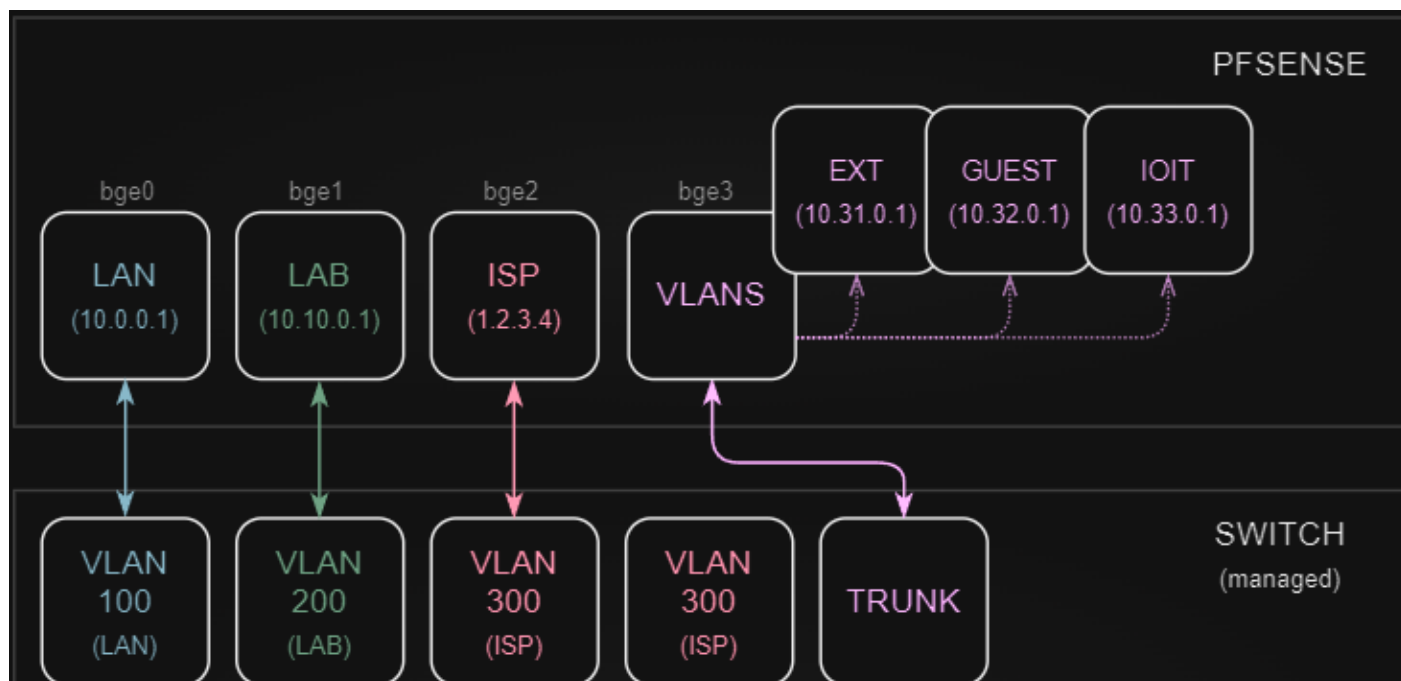 PFSENSE
bge0
bge1
bge2
bge3
LAN
(10.0.0.1)
LAB
(10.10.0.1)
ISP
(1.2.3.4)
VLANS
EXT
(10.31.0.1)
GUEST
(10.32.0.1)
IOIT
(10.33.0.1)
SWITCH
(managed)
VLAN
100
(LAN)
VLAN
200
(LAB)
VLAN
300
(ISP)
VLAN
300
(ISP)
TRUNK